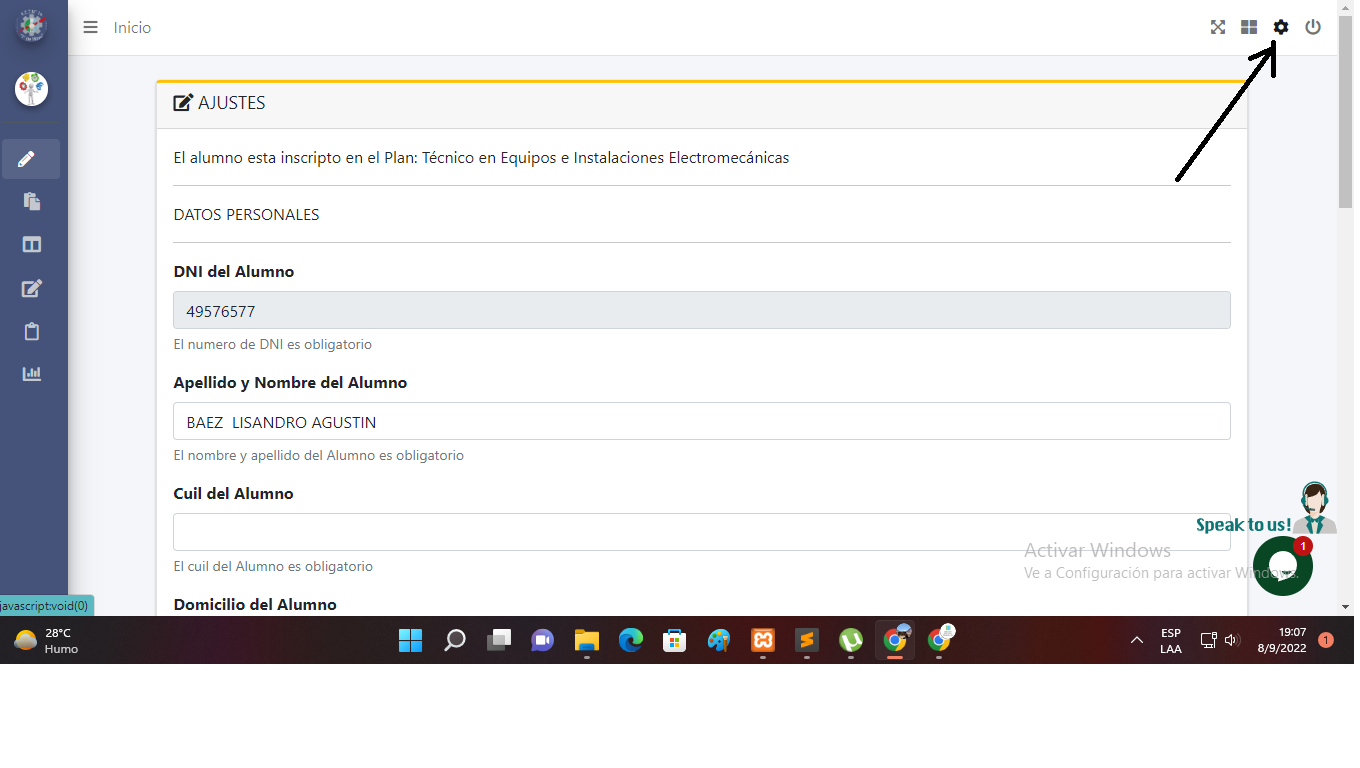 Inicio
AJUSTES
El alumno esta inscripto en el Plan: Técnico en Equipos e Instalaciones Electromecánicas
DATOS PERSONALES
DNI del Alumno
49576577
El numero de DNI es obligatorio
Apellido y Nombre del Alumno
BAEZ  LISANDRO AGUSTIN
El nombre y apellido del Alumno es obligatorio
Cuil del Alumno
Speak to us!
1
Activar Windows
Ve a Configuración para activar Windows.
El cuil del Alumno es obligatorio
Domicilio del Alumno
javascript:void(0)
28°C
Humo
ESP
LAA
19:07
8/9/2022
1